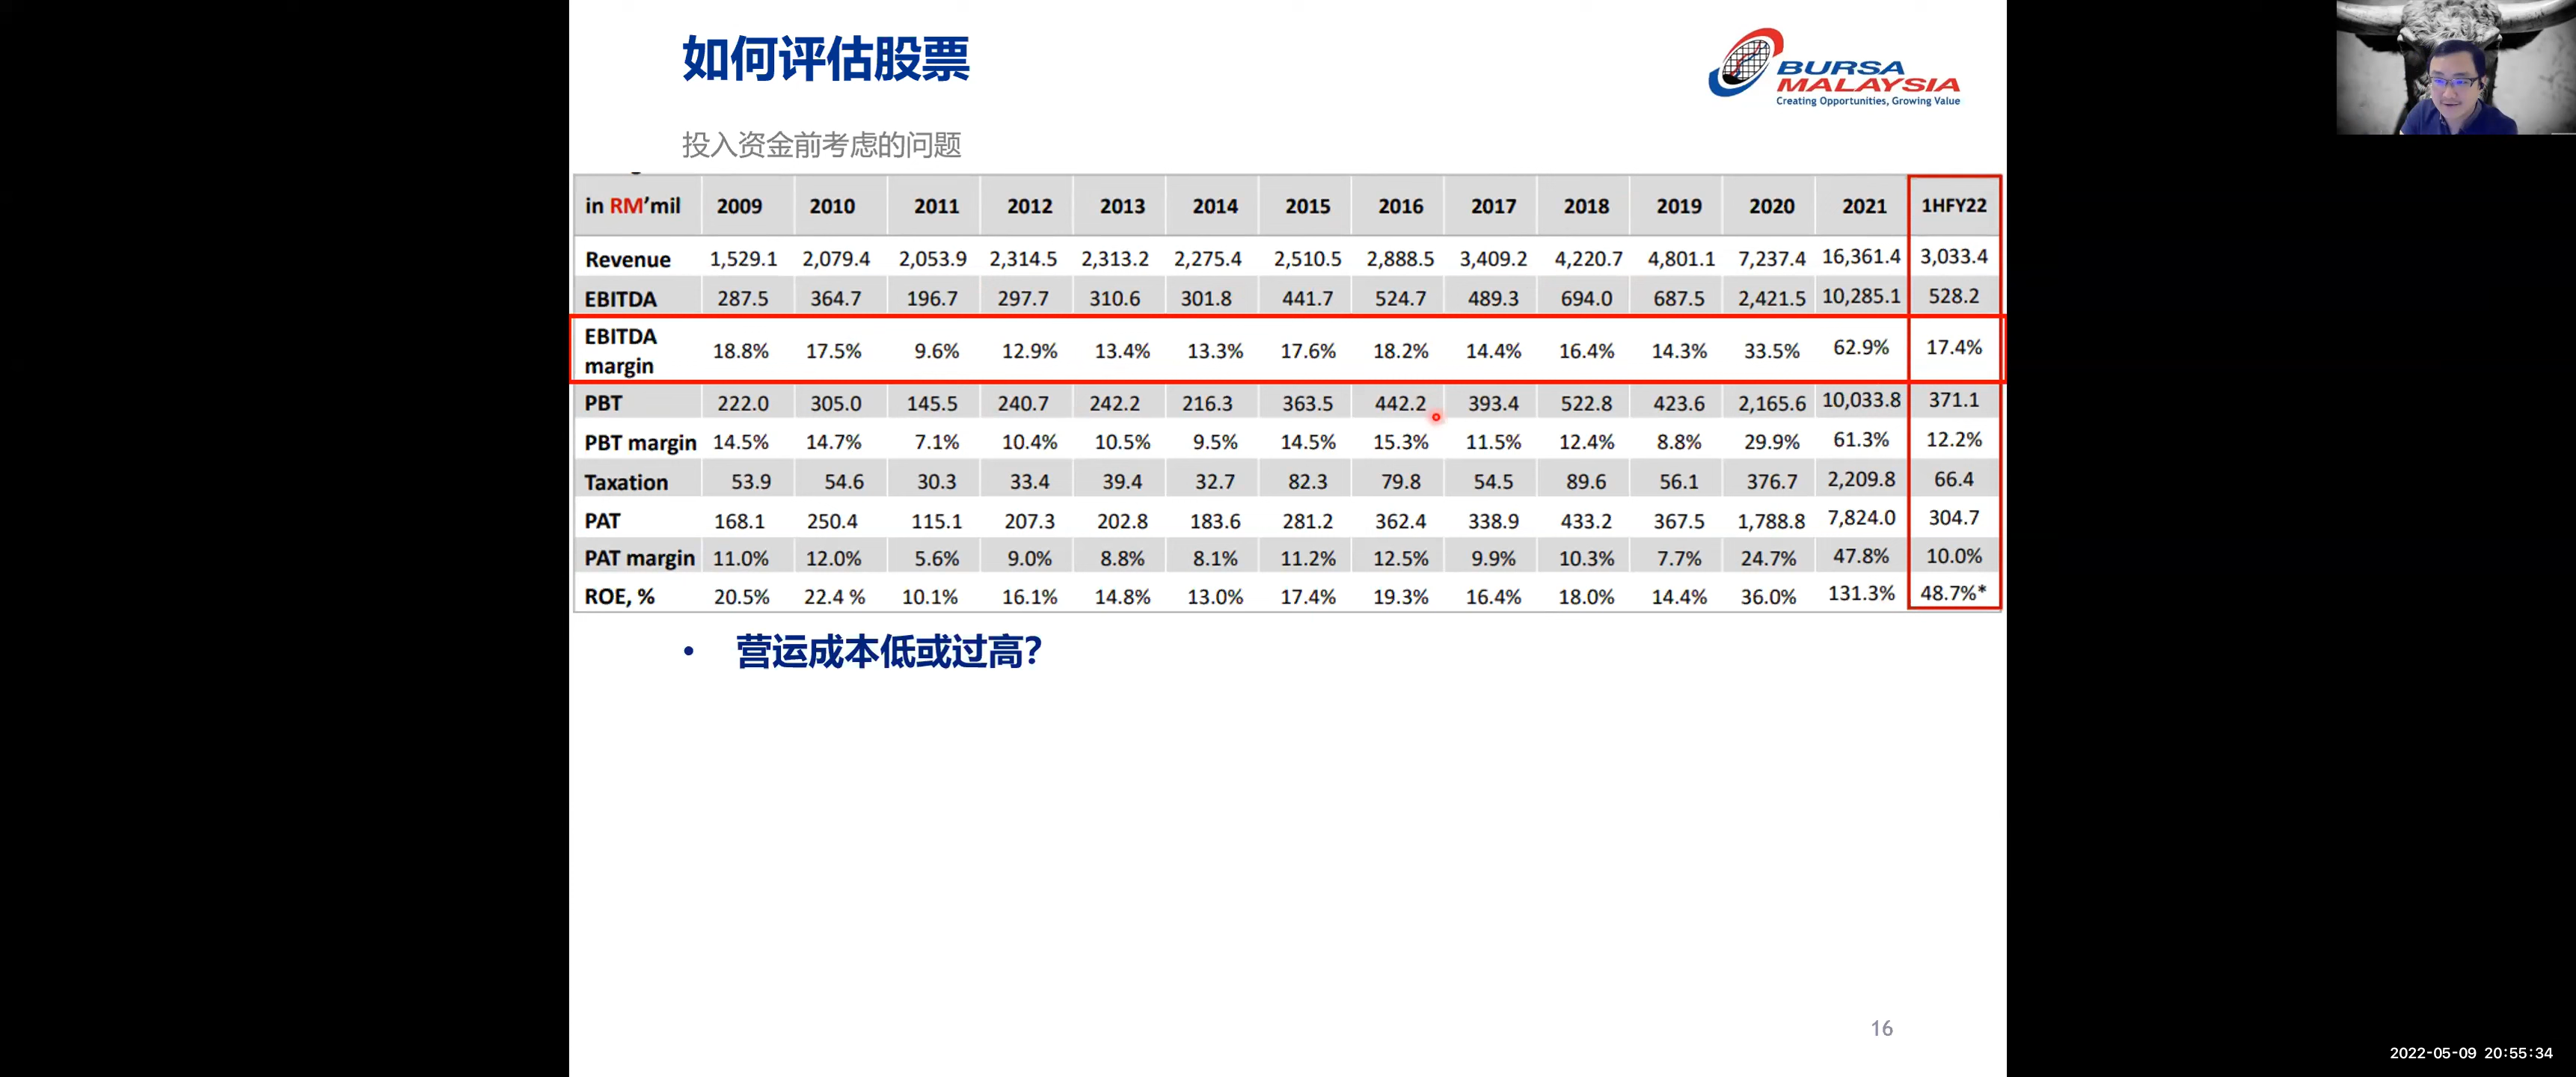 如何评估股票
BURSA
MALAYSIA
Creating Opportunities, Growing Value
投入资金前考虑的问题
in RM'mil 2009 2010 2011 2012 2013 2014 2015 2016 2017 2018 2019 2020 2021 1HFY22
Revenue 1,529.1 2,079.4 2,053.9 2,314.5 2,313.2 2,275.4 2,510.5 2,888.5 3,409.2 4,220.7 4,801.1 7,237.4 16,361.4 3,033.4
EBITDA 287.5 364.7 196.7 297.7 310.6 301.8 441.7 524.7 489.3 694.0 687.5 2,421.5 10,285.1 528.2
EBITDA margin 18.8% 17.5% 9.6% 12.9% 13.4% 13.3% 17.6% 18.2% 14.4% 16.4% 14.3% 33.5% 62.9% 17.4%
PBT 222.0 305.0 145.5 240.7 242.2 216.3 363.5 442.2 393.4 522.8 423.6 2,165.6 10,033.8 371.1
PBT margin 14.5% 14.7% 7.1% 10.4% 10.5% 9.5% 14.5% 15.3% 11.5% 12.4% 8.8% 29.9% 61.3% 12.2%
Taxation 53.9 54.6 30.3 33.4 39.4 32.7 82.3 79.8 54.5 89.6 56.1 376.7 2,209.8 66.4
PAT 168.1 250.4 115.1 207.3 202.8 183.6 281.2 362.4 338.9 433.2 367.5 1,788.8 7,824.0 304.7
PAT margin 11.0% 12.0% 5.6% 9.0% 8.8% 8.1% 11.2% 12.5% 9.9% 10.3% 7.7% 24.7% 47.8% 10.0%
ROE, % 20.5% 22.4 % 10.1% 16.1% 14.8% 13.0% 17.4% 19.3% 16.4% 18.0% 14.4% 36.0% 131.3% 48.7%*
• 营运成本低或过高?
16
2022-05-09 20:55:34